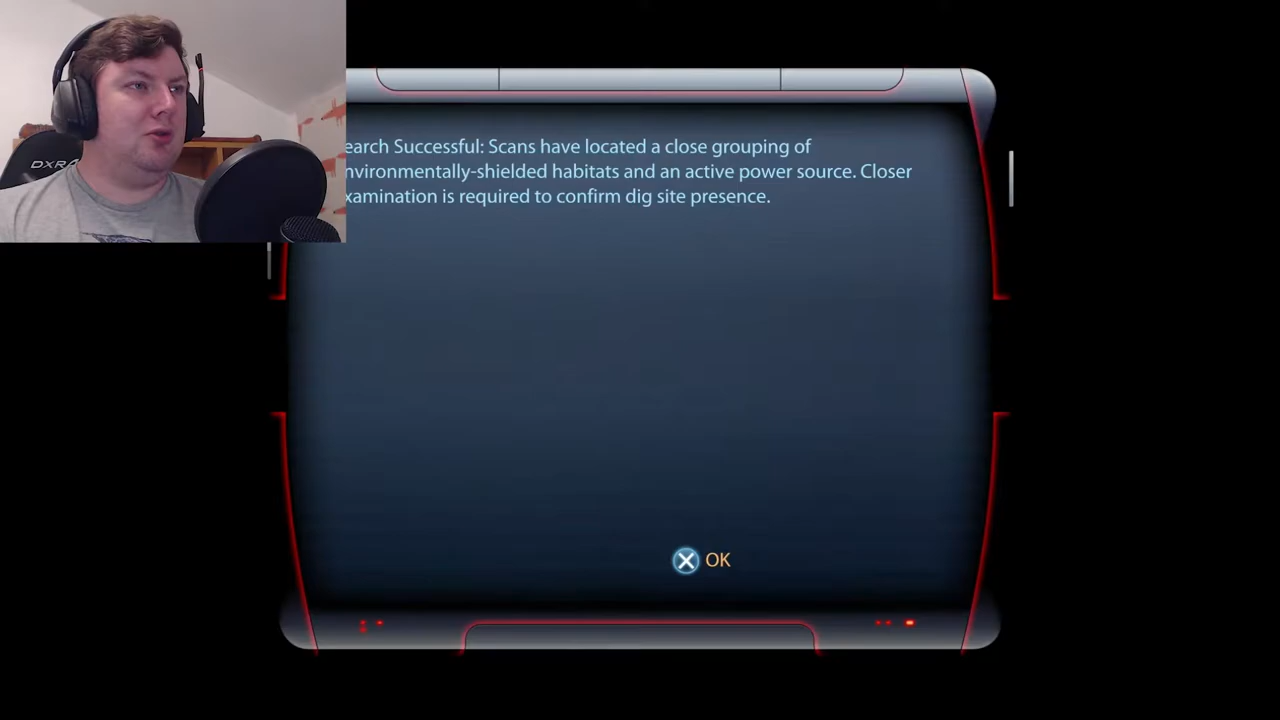 earch Successful: Scans have located a close grouping of
nvironmentally-shielded habitats and an active power source. Closer
xamination is required to confirm dig site presence.
DXRA
OK